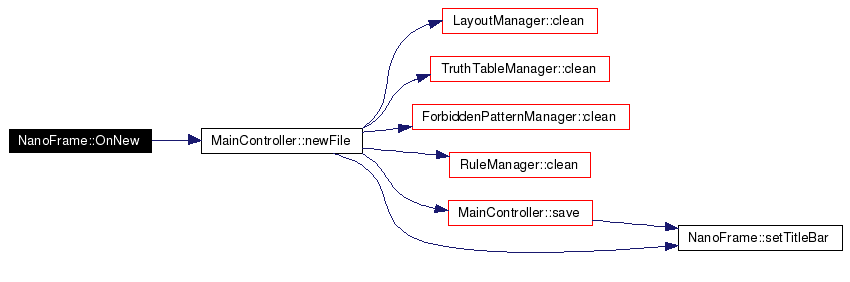 LayoutManager::clean
TruthTableManager::clean
ForbiddenPatternManager::clean
NanoFrame::OnNew
MainController::newFile
RuleManager::clean
MainController::save
NanoFrame::setTitleBar